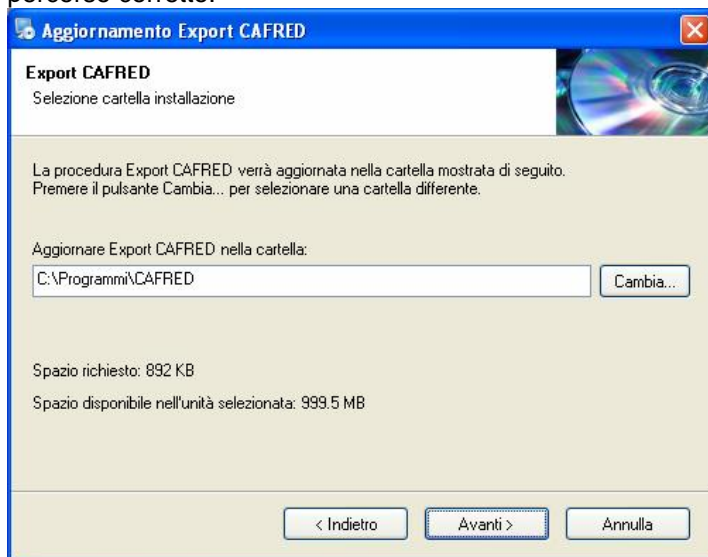 percorso corretto.
Aggiornamento Export CAFRED
Export CAFRED
Selezione cartella installazione
La procedura Export CAFRED verrà aggiornata nella cartella mostrata di seguito.
Premere il pulsante Cambia... per selezionare una cartella differente.
Aggiornare Export CAFRED nella cartella:
C:\Programmi\CAFRED
Cambia...
Spazio richiesto: 892 KB
Spazio disponibile nell'unità selezionata: 999.5 MB
< Indietro
Avanti >
Annulla